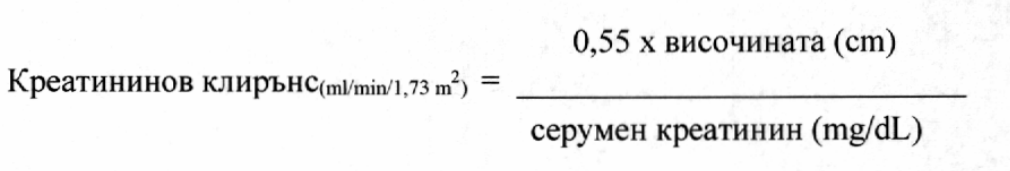 0,55 x височината (cm)
Креатининов клирънс(ml/min/1,73 m²) =
серумен креатинин (mg/dL)